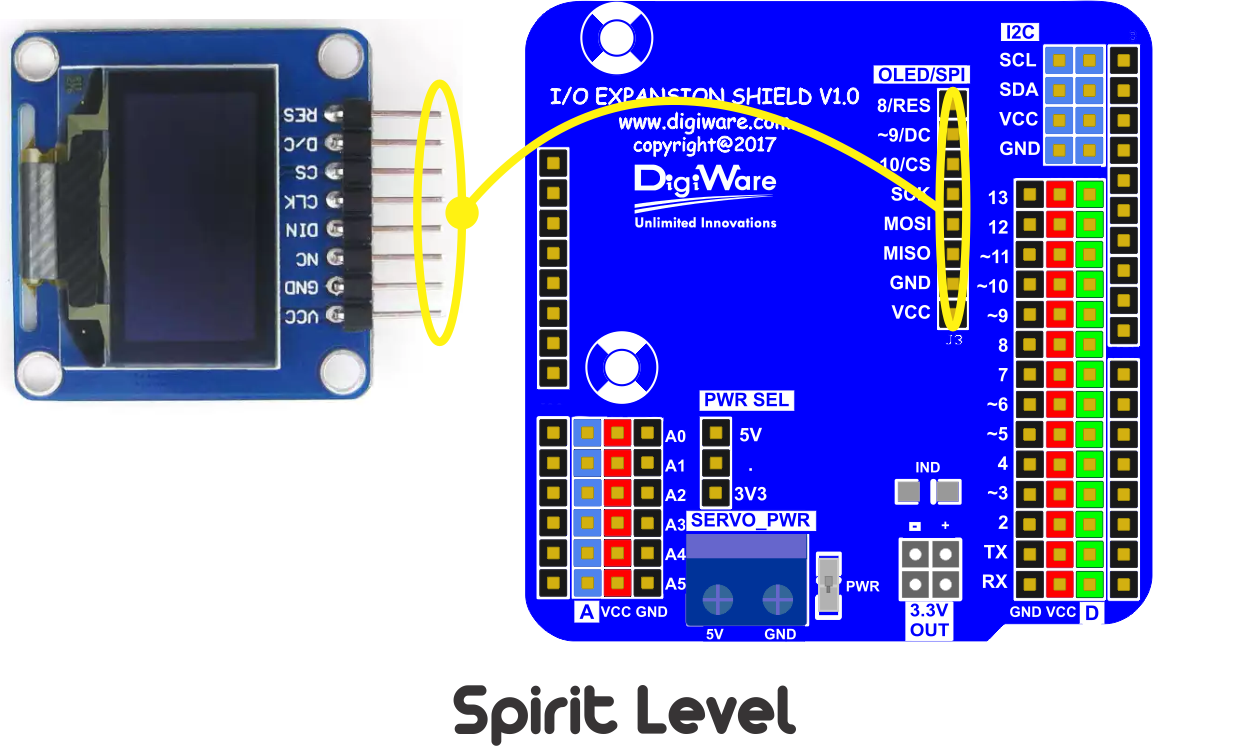 RES
D/C
CS
CLK
DIN
NC
GND
VCC
I/O EXPANSION SHIELD V1.0
www.digiware.com
copyright@2017
DigiWare
Unlimited Innovations
OLED/SPI
8/RES
~9/DC
10/CS
SCK
MOSI
MISO
GND
VCC
J3
I2C
SCL
SDA
VCC
GND
13
12
~11
~10
~9
8
7
~6
~5
4
~3
2
TX
RX
GND VCC D
A0
A1
A2
A3
A4
A5
A VCC GND
PWR SEL
5V
.
3V3
SERVO_PWR
5V GND
PWR
IND
- +
3.3V
OUT
Spirit Level